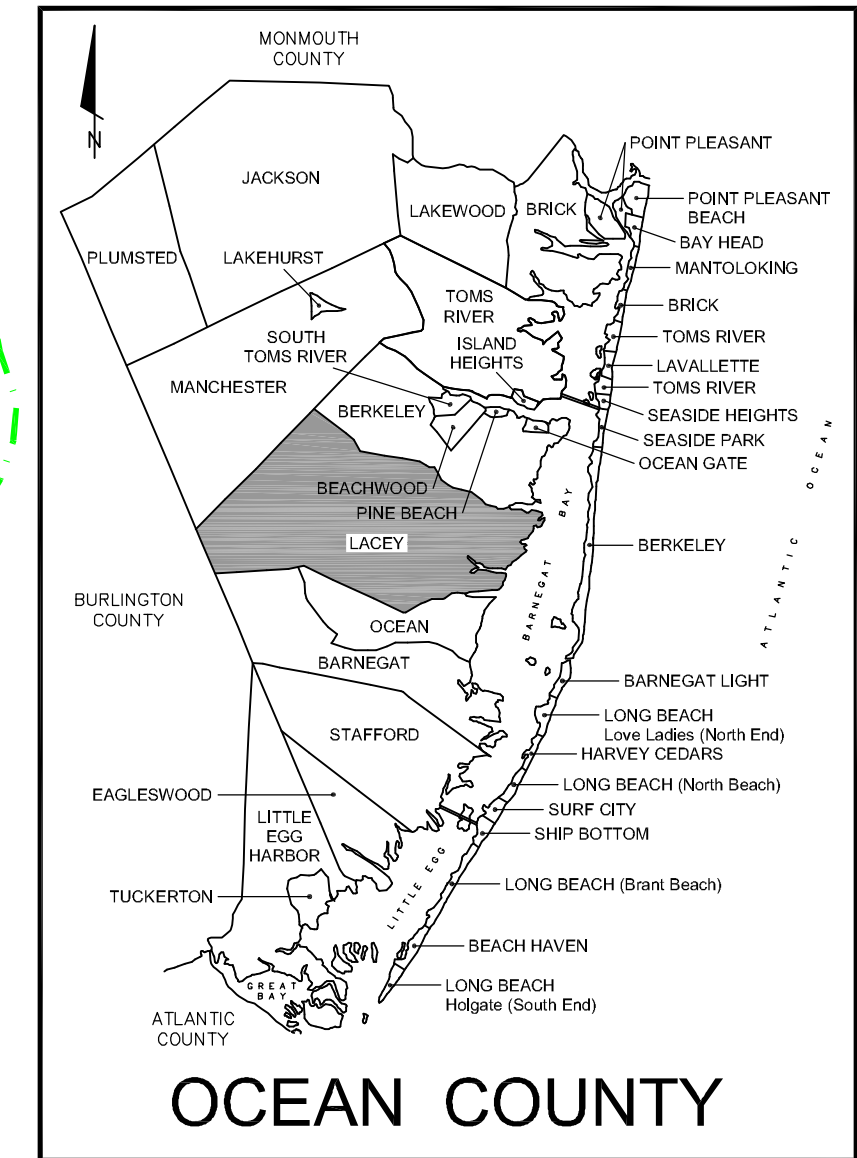 MONMOUTH
COUNTY
N
POINT PLEASANT
JACKSON
LAKEWOOD
BRICK
POINT PLEASANT
BEACH
BAY HEAD
PLUMSTED
LAKEHURST
MANTOLOKING
TOMS
RIVER
BRICK
SOUTH
TOMS RIVER
ISLAND
HEIGHTS
TOMS RIVER
LAVALLETTE
MANCHESTER
TOMS RIVER
BERKELEY
SEASIDE HEIGHTS
SEASIDE PARK
OCEAN GATE
BEACHWOOD
PINE BEACH
LACEY
BARNEGAT BAY
ATLANTIC OCEAN
BERKELEY
BURLINGTON
COUNTY
OCEAN
BARNEGAT
BARNEGAT LIGHT
STAFFORD
LONG BEACH
Love Ladies (North End)
HARVEY CEDARS
EAGLESWOOD
LONG BEACH (North Beach)
LITTLE
EGG
HARBOR
SURF CITY
SHIP BOTTOM
TUCKERTON
LITTLE EGG
LONG BEACH (Brant Beach)
BEACH HAVEN
GREAT
BAY
LONG BEACH
Holgate (South End)
ATLANTIC
COUNTY
OCEAN COUNTY